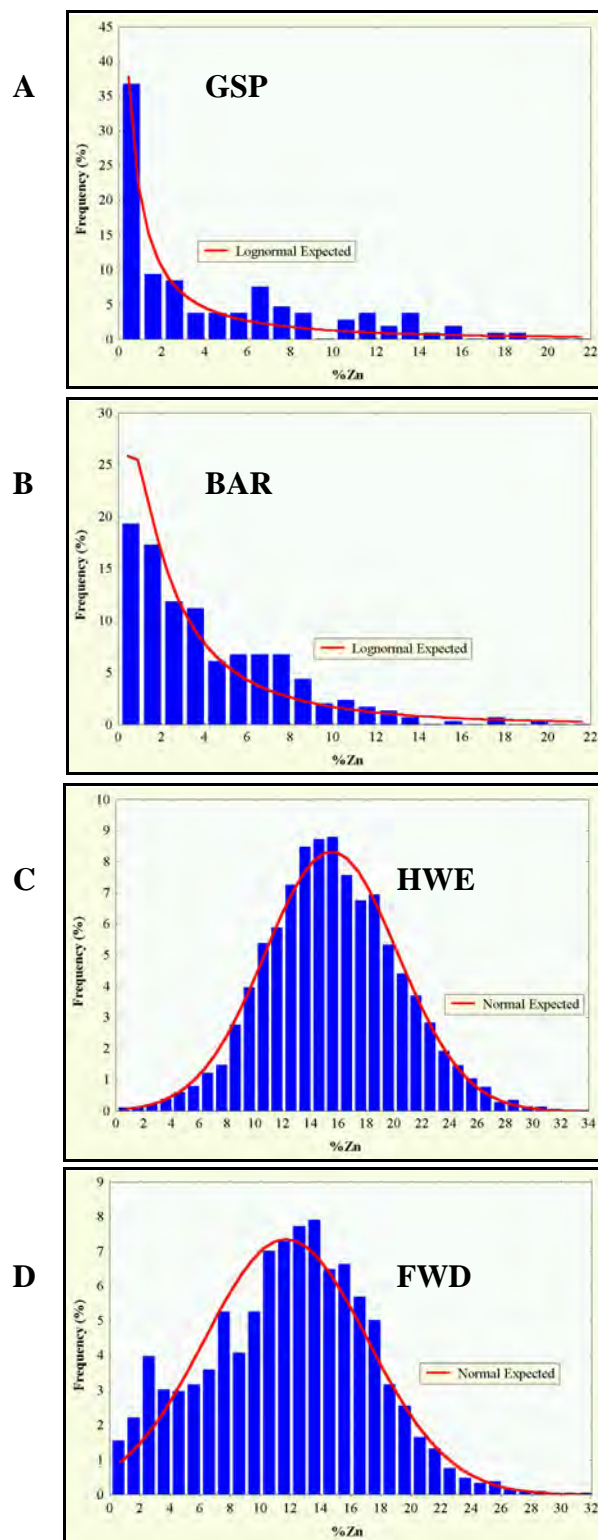 A
GSP
45
40
35
30
25
20
15
10
5
0
Frequency (%)
Lognormal Expected
0 2 4 6 8 10 12 14 16 18 20 22
%Zn
B
BAR
30
25
20
15
10
5
0
Frequency (%)
Lognormal Expected
0 2 4 6 8 10 12 14 16 18 20 22
%Zn
C
HWE
10
9
8
7
6
5
4
3
2
1
0
Frequency (%)
Normal Expected
0 2 4 6 8 10 12 14 16 18 20 22 24 26 28 30 32 34
%Zn
D
FWD
9
8
7
6
5
4
3
2
1
0
Frequency (%)
Normal Expected
0 2 4 6 8 10 12 14 16 18 20 22 24 26 28 30 32
%Zn